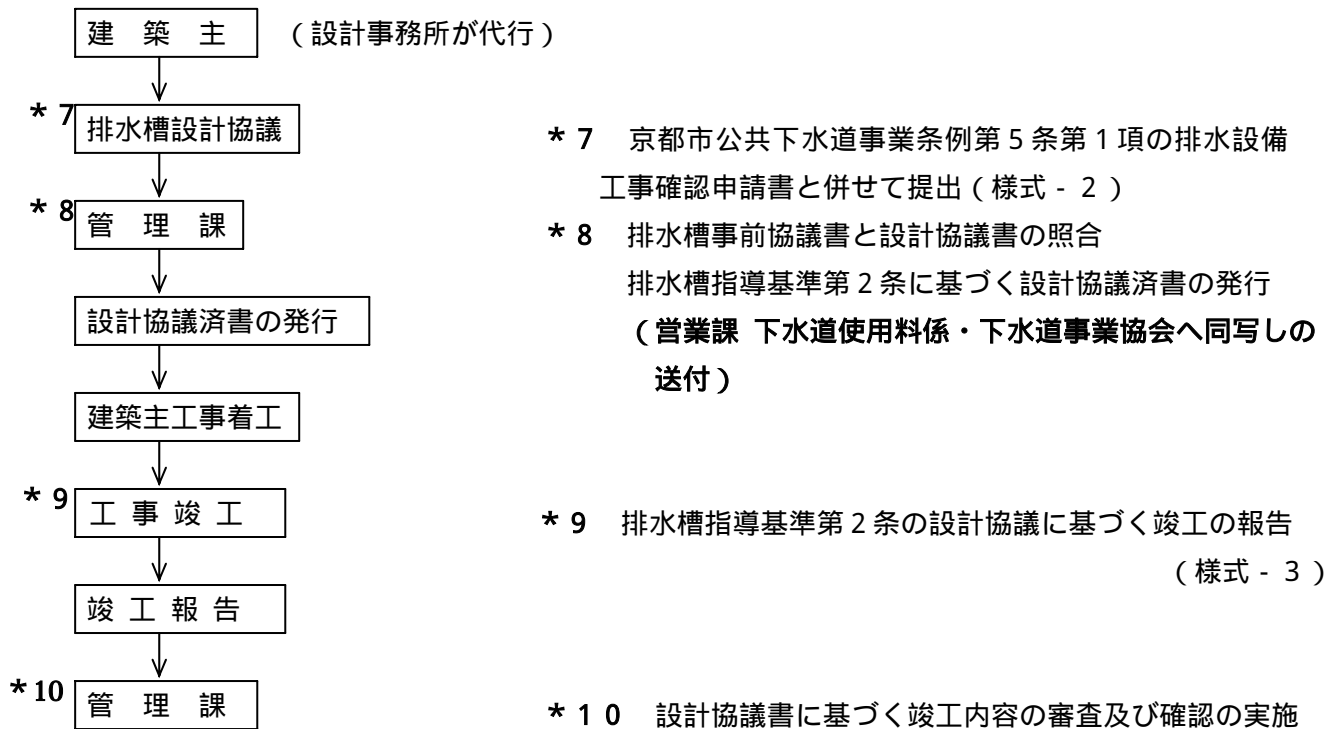 建 築 主 （設計事務所が代行）
＊7 排水槽設計協議
＊7 京都市公共下水道事業条例第5条第1項の排水設備
工事確認申請書と併せて提出（様式‐2）
＊8 管 理 課
＊8 排水槽事前協議書と設計協議書の照合
排水槽指導基準第2条に基づく設計協議済書の発行
（営業課 下水道使用料係・下水道事業協会へ同写しの
送付）
設計協議済書の発行
建築主工事着工
＊9 工 事 竣 工
＊9 排水槽指導基準第2条の設計協議に基づく竣工の報告
（様式‐3）
竣 工 報 告
＊10 管 理 課
＊10 設計協議書に基づく竣工内容の審査及び確認の実施